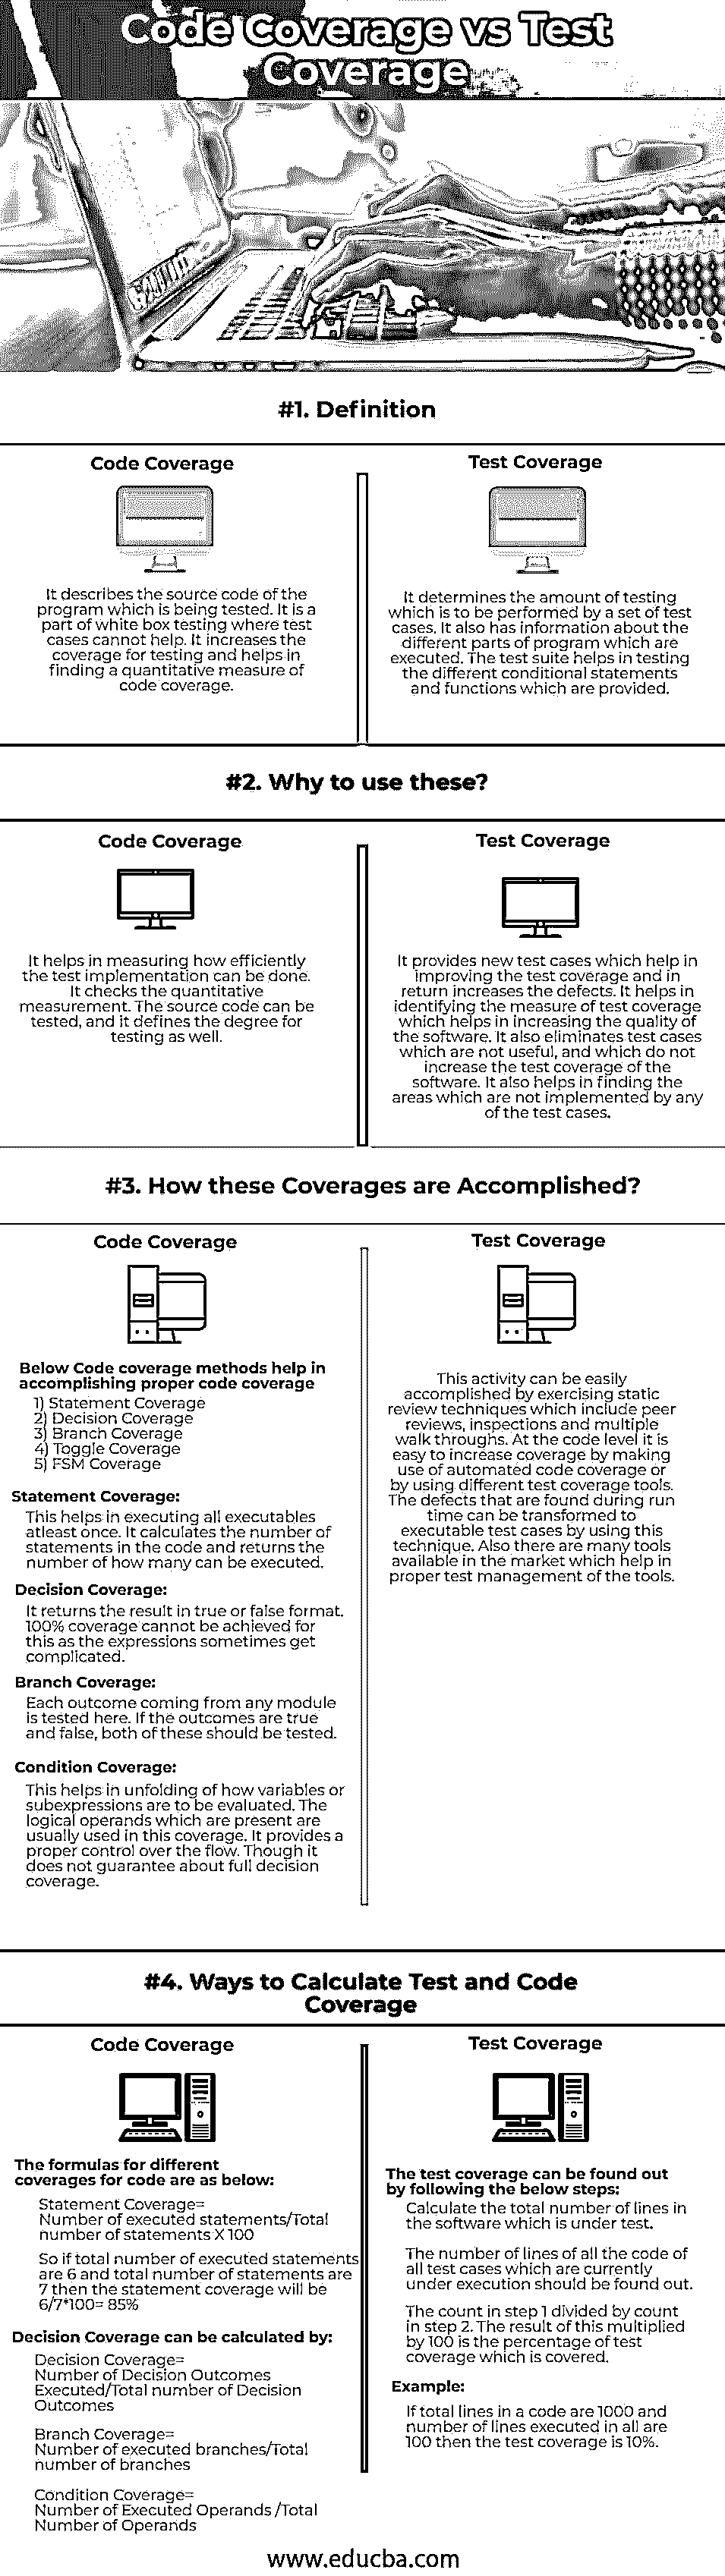 Code Coverage vs Test
Coverage
#1. Definition
Code Coverage
It describes the source code of the
program which is being tested. It is a
part of white box testing where test
cases cannot help. It increases the
coverage for testing and helps in
finding a quantitative measure of
code coverage.
Test Coverage
It determines the amount of testing
which is to be performed by a set of test
cases. It also has information about the
different parts of program which are
executed. The test suite helps in testing
the different conditional statements
and functions which are provided.
#2. Why to use these?
Code Coverage
It helps in measuring how efficiently
the test implementation can be done.
It checks the quantitative
measurement. The source code can be
tested, and it defines the degree for
testing as well.
Test Coverage
It provides new test cases which help in
improving the test coverage and in
return increases the defects. It helps in
identifying the measure of test coverage
which helps in increasing the quality of
the software. It also eliminates test cases
which are not useful, and which do not
increase the test coverage of the
software. It also helps in finding the
areas which are not implemented by any
of the test cases.
#3. How these Coverages are Accomplished?
Code Coverage
Below Code coverage methods help in
accomplishing proper code coverage
1) Statement Coverage
2) Decision Coverage
3) Branch Coverage
4) Toggle Coverage
5) FSM Coverage
Statement Coverage:
This helps in executing all executables
atleast once. It calculates the number of
statements in the code and returns the
number of how many can be executed.
Decision Coverage:
It returns the result in true or false format.
100% coverage cannot be achieved for
this as the expressions sometimes get
complicated.
Branch Coverage:
Each outcome coming from any module
is tested here. If the outcomes are true
and false, both of these should be tested.
Condition Coverage:
This helps in unfolding of how variables or
subexpressions are to be evaluated. The
logical operands which are present are
usually used in this coverage. It provides a
proper control over the flow. Though it
does not guarantee about full decision
coverage.
Test Coverage
This activity can be easily
accomplished by exercising static
review techniques which include peer
reviews, inspections and multiple
walk throughs. At the code level it is
easy to increase coverage by making
use of automated code coverage or
by using different test coverage tools.
The defects that are found during run
time can be transformed to
executable test cases by using this
technique. Also there are many tools
available in the market which help in
proper test management of the tools.
#4. Ways to Calculate Test and Code
Coverage
Code Coverage
The formulas for different
coverages for code are as below:
Statement Coverage=
Number of executed statements/Total
number of statements X 100
So if total number of executed statements
are 6 and total number of statements are
7 then the statement coverage will be
6/7*100= 85%
Decision Coverage can be calculated by:
Decision Coverage=
Number of Decision Outcomes
Executed/Total number of Decision
Outcomes
Branch Coverage=
Number of executed branches/Total
number of branches
Condition Coverage=
Number of Executed Operands /Total
Number of Operands
Test Coverage
The test coverage can be found out
by following the below steps:
Calculate the total number of lines in
the software which is under test.
The number of lines of all the code of
all test cases which are currently
under execution should be found out.
The count in step 1 divided by count
in step 2. The result of this multiplied
by 100 is the percentage of test
coverage which is covered.
Example:
If total lines in a code are 1000 and
number of lines executed in all are
100 then the test coverage is 10%.
www.educba.com